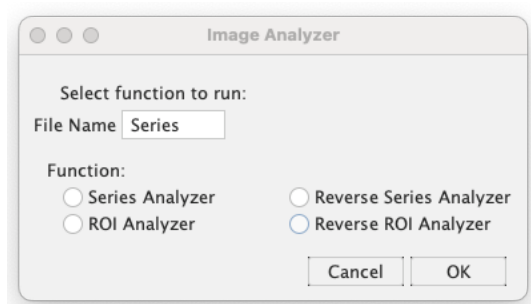 Image Analyzer
Select function to run:
File Name Series
Function:
Series Analyzer Reverse Series Analyzer
ROI Analyzer Reverse ROI Analyzer
Cancel OK